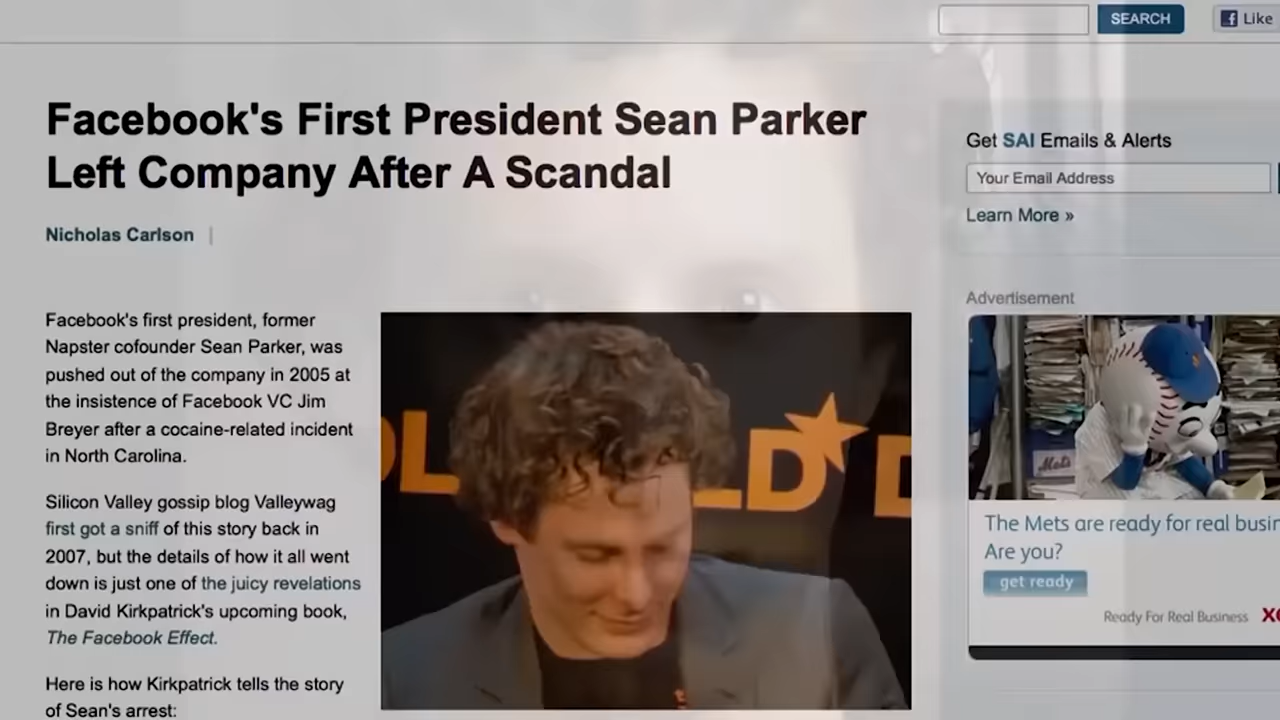 SEARCH
Like
Facebook's First President Sean Parker
Left Company After A Scandal
Nicholas Carlson |
Facebook's first president, former
Napster cofounder Sean Parker, was
pushed out of the company in 2005 at
the insistence of Facebook VC Jim
Breyer after a cocaine-related incident
in North Carolina.
Silicon Valley gossip blog Valleywag
first got a sniff of this story back in
2007, but the details of how it all went
down is just one of the juicy revelations
in David Kirkpatrick's upcoming book,
The Facebook Effect.
Here is how Kirkpatrick tells the story
of Sean's arrest:
Get SAI Emails & Alerts
Your Email Address
Learn More »
Advertisement
Mets
The Mets are ready for real
Are you?
get ready
Ready For Real Business